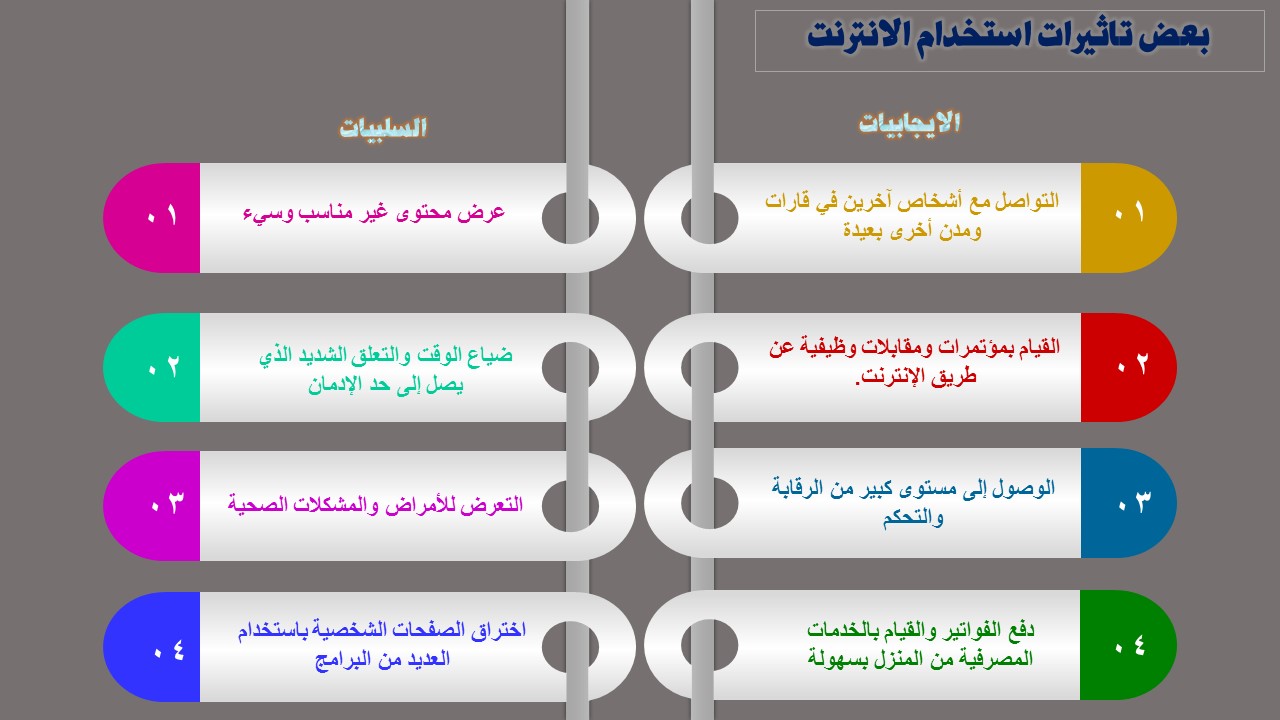 بعض تاثيرات استخدام الانترنت
الايجابيات
٠١
التواصل مع أشخاص آخرين في قارات
ومدن أخرى بعيدة
٠٢
القيام بمؤتمرات ومقابلات وظيفية عن
طريق الإنترنت.
٠٣
الوصول إلى مستوى كبير من الرقابة
والتحكم
٠٤
دفع الفواتير والقيام بالخدمات
المصرفية من المنزل بسهولة
السلبيات
٠١
عرض محتوى غير مناسب وسيء
٠٢
ضياع الوقت والتعلق الشديد الذي
يصل إلى حد الإدمان
٠٣
التعرض للأمراض والمشكلات الصحية
٠٤
اختراق الصفحات الشخصية باستخدام
العديد من البرامج